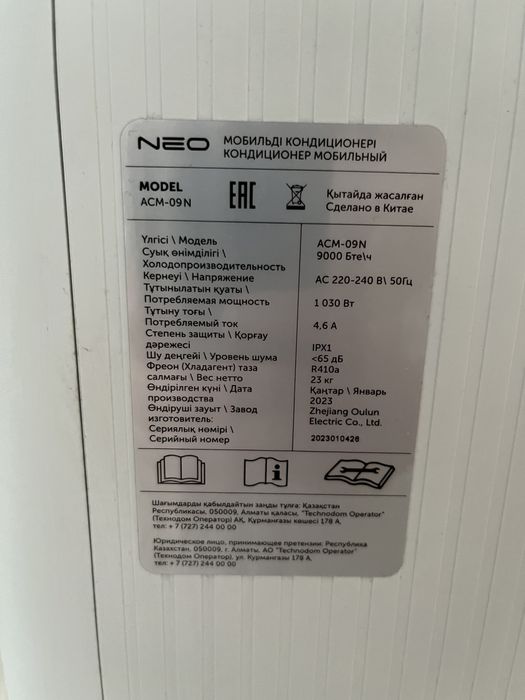 NEO
МОБИЛЬДІ КОНДИЦИОНЕРІ
КОНДИЦИОНЕР МОБИЛЬНЫЙ
MODEL
ACM-09N
EAC
Қытайда жасалған
Сделано в Китае
Үлгісі \ Модель
ACM-09N
Суық өнімділігі \
Холодопроизводительность
9000 Бте\ч
Кернеуі \ Напряжение
AC 220-240 В\ 50Гц
Тұтынылатын қуаты \
Потребляемая мощность
1 030 Вт
Тұтыну тоғы \
Потребляемый ток
4,6 А
Степень защиты \ Қорғау
дәрежесі
IPX1
Шу деңгейі \ Уровень шума
<65 дБ
Фреон (Хладагент) таза
R410a
салмағы \ Вес нетто
23 кг
Өндірілген күні \ Дата
производства
Қаңтар \ Январь
2023
Өндіруші зауыт \ Завод
изготовитель:
Zhejiang Oulun
Electric Co., Ltd.
Сериялық нөмірі \
Серийный номер
2023010426
Шағымдарды қабылдайтын заңды тұлға: Қазақстан
Республикасы, 050009, Алматы қаласы, "Technodom Operator"
(Технодом Оператор) АҚ, Құрманғазы көшесі 178 А.
тел: + 7 (727) 244 00 00
Юридическое лицо, принимающее претензии: Республика
Казахстан, 050009, г. Алматы, АО "Technodom Operator"
(Технодом Оператор), ул. Курмангазы 178 А.
тел: + 7 (727) 244 00 00